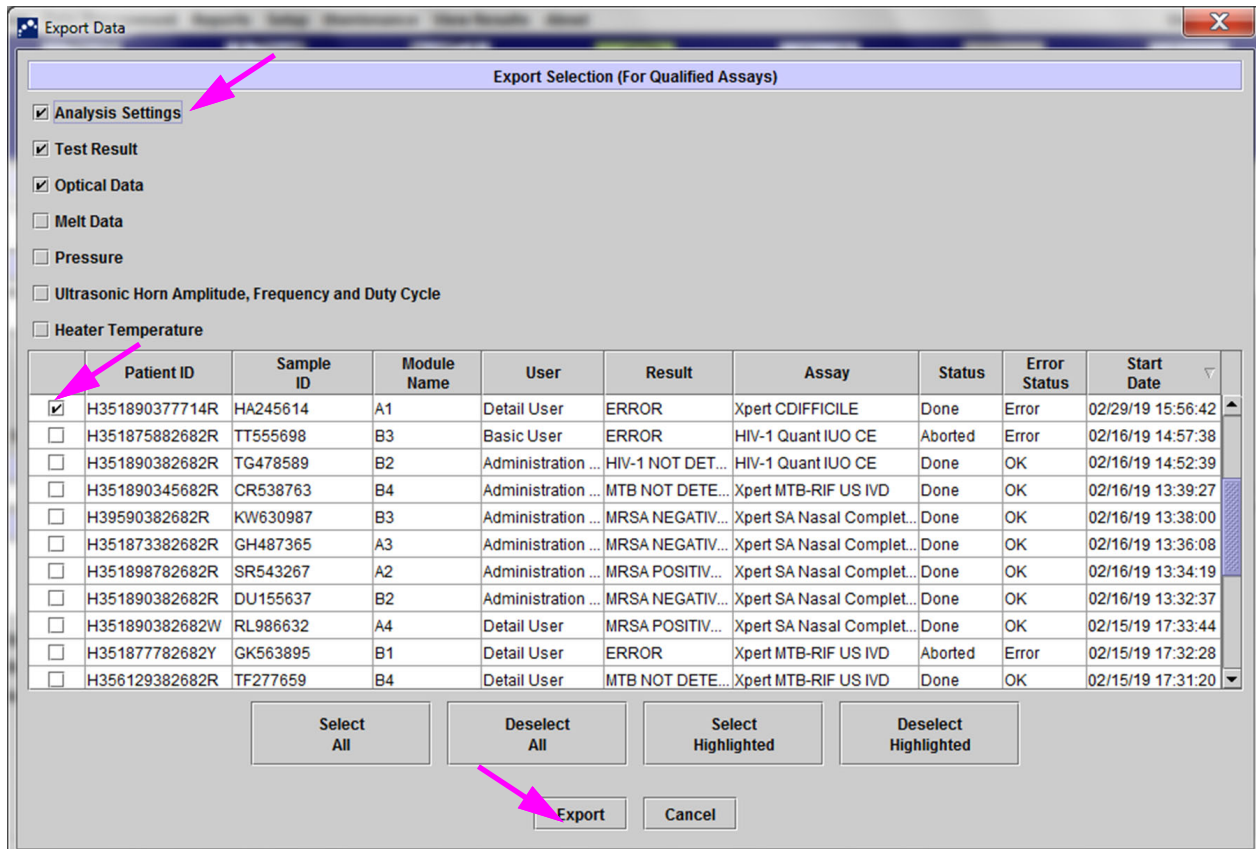 Reports Setup Maintenance View Results About
Export Data
Export Selection (For Qualified Assays)
Analysis Settings
Test Result
Optical Data
Melt Data
Pressure
Ultrasonic Horn Amplitude, Frequency and Duty Cycle
Heater Temperature
Patient ID Sample ID Module Name User Result Assay Status Error Status Start Date
H351890377714R HA245614 A1 Detail User ERROR Xpert CDIFFICILE Done Error 02/29/19 15:56:42
H351875882682R TT555698 B3 Basic User ERROR HIV-1 Quant IUO CE Aborted Error 02/16/19 14:57:38
H351890382682R TG478589 B2 Administration ... HIV-1 NOT DET... HIV-1 Quant IUO CE Done OK 02/16/19 14:52:39
H351890345682R CR538763 B4 Administration ... MTB NOT DETE... Xpert MTB-RIF US IVD Done OK 02/16/19 13:39:27
H39590382682R KW630987 B3 Administration ... MRSA NEGATIV... Xpert SA Nasal Complet... Done OK 02/16/19 13:38:00
H351873382682R GH487365 A3 Administration ... MRSA NEGATIV... Xpert SA Nasal Complet... Done OK 02/16/19 13:36:08
H351898782682R SR543267 A2 Administration ... MRSA POSITIV... Xpert SA Nasal Complet... Done OK 02/16/19 13:34:19
H351890382682R DU155637 B2 Administration ... MRSA NEGATIV... Xpert SA Nasal Complet... Done OK 02/16/19 13:32:37
H351890382682W RL986632 A4 Detail User MRSA POSITIV... Xpert SA Nasal Complet... Done OK 02/15/19 17:33:44
H351877782682Y GK563895 B1 Detail User ERROR Xpert MTB-RIF US IVD Aborted Error 02/15/19 17:32:28
H356129382682R TF277659 B4 Detail User MTB NOT DETE... Xpert MTB-RIF US IVD Done OK 02/15/19 17:31:20
Select All Deselect All Select Highlighted Deselect Highlighted
Export Cancel